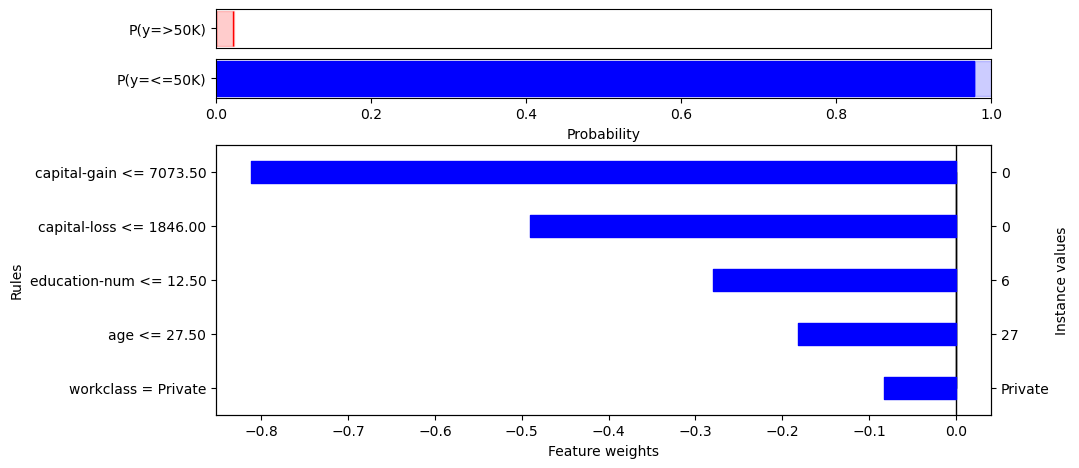 P(y=>50K)
P(y=<=50K)
0.0 0.2 0.4 0.6 0.8 1.0
Probability
capital-gain <= 7073.50 0
capital-loss <= 1846.00 0
education-num <= 12.50 6
age <= 27.50 27
workclass = Private Private
Rules
Instance values
−0.8 −0.7 −0.6 −0.5 −0.4 −0.3 −0.2 −0.1 0.0
Feature weights